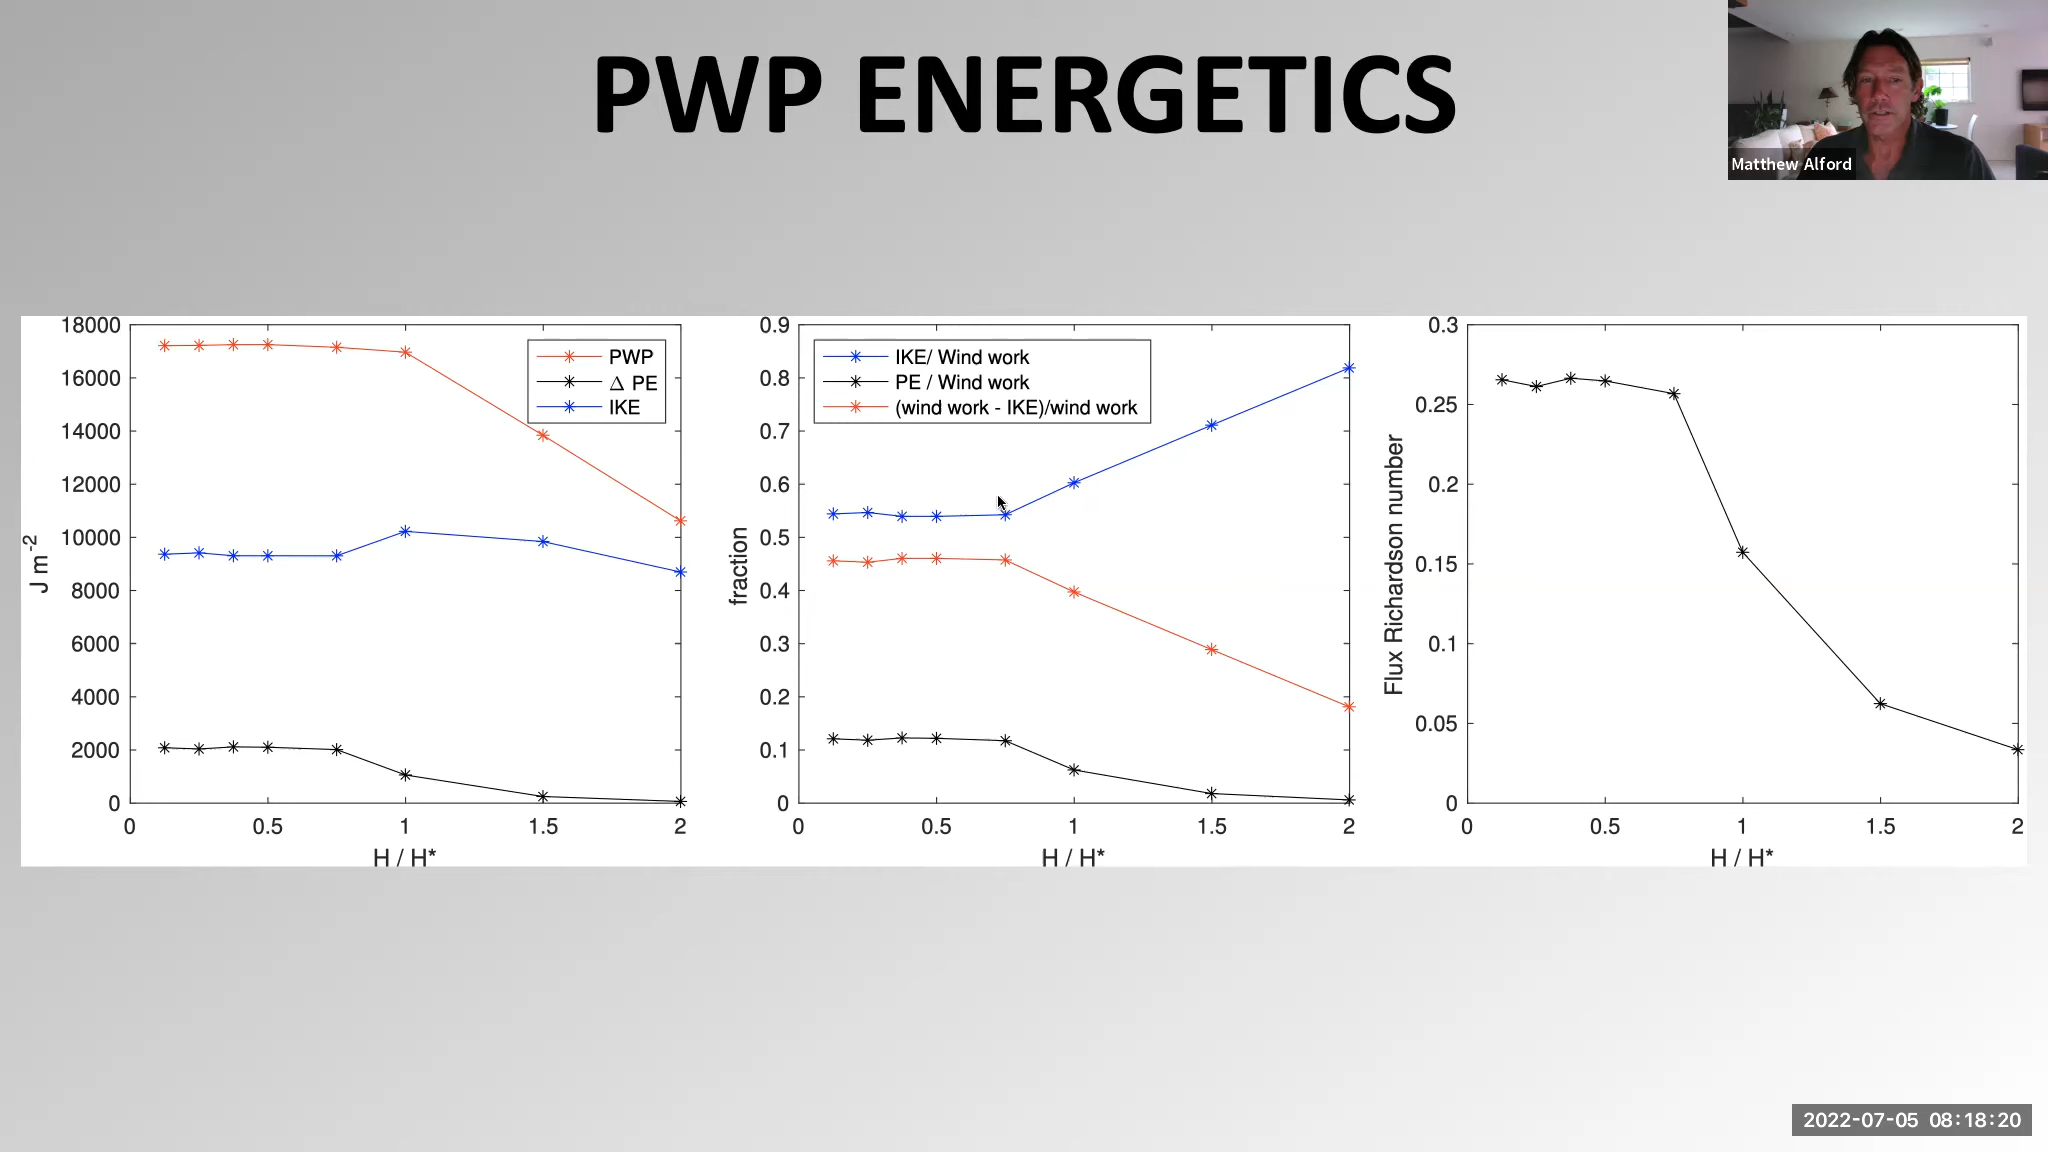 PWP ENERGETICS
Matthew Alford
18000
16000
14000
12000
10000
8000
6000
4000
2000
0
J m-2
0 0.5 1 1.5 2
H / H*
PWP
Δ PE
IKE
0.9
0.8
0.7
0.6
0.5
0.4
0.3
0.2
0.1
0
fraction
0 0.5 1 1.5 2
H / H*
IKE/ Wind work
PE / Wind work
(wind work - IKE)/wind work
0.3
0.25
0.2
0.15
0.1
0.05
0
Flux Richardson number
0 0.5 1 1.5 2
H / H*
2022-07-05 08:18:20